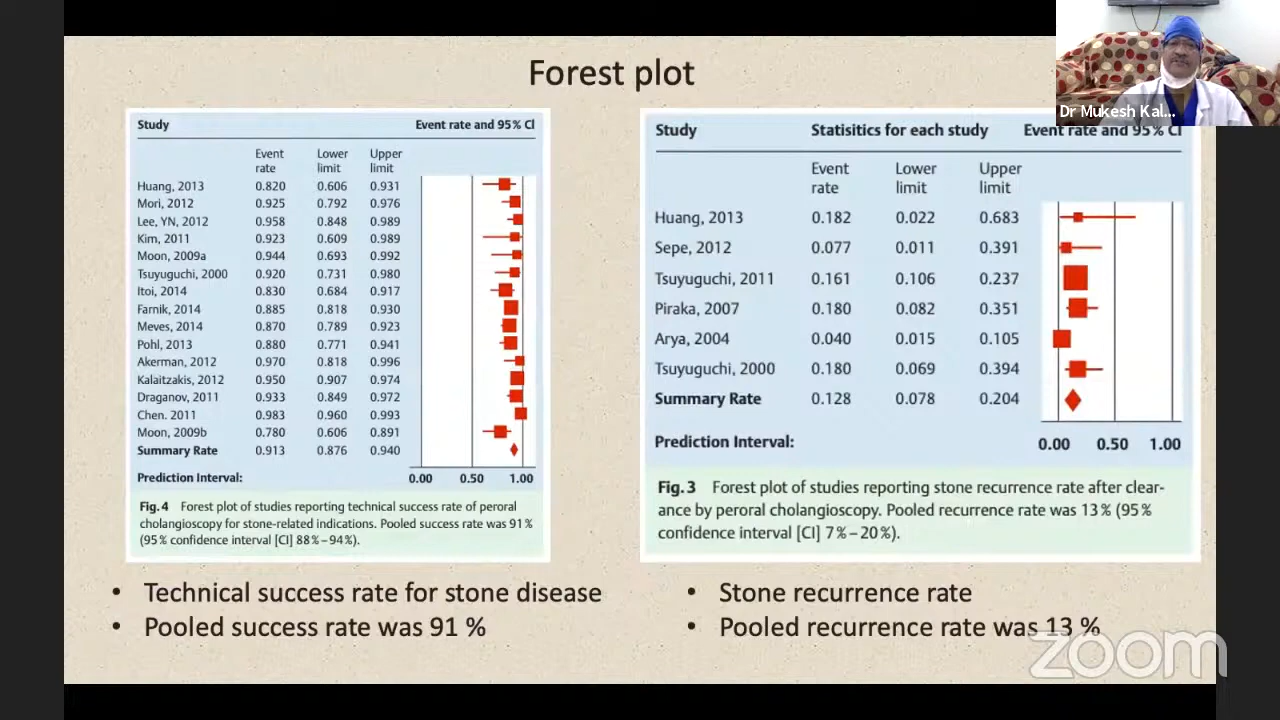 Forest plot
Dr Mukesh Kal...
Study Event rate and 95% CI
Event rate Lower limit Upper limit
Huang, 2013 0.820 0.606 0.931
Mori, 2012 0.925 0.792 0.976
Lee, YN, 2012 0.958 0.848 0.989
Kim, 2011 0.923 0.609 0.989
Moon, 2009a 0.944 0.693 0.992
Tsuyuguchi, 2000 0.920 0.731 0.980
Itoi, 2014 0.830 0.684 0.917
Farnik, 2014 0.885 0.818 0.930
Meves, 2014 0.870 0.789 0.923
Pohl, 2013 0.880 0.771 0.941
Akerman, 2012 0.970 0.818 0.996
Kalaitzakis, 2012 0.950 0.907 0.974
Draganov, 2011 0.933 0.849 0.972
Chen. 2011 0.983 0.960 0.993
Moon, 2009b 0.780 0.606 0.891
Summary Rate 0.913 0.876 0.940
Prediction Interval: 0.00 0.50 1.00
Fig. 4 Forest plot of studies reporting technical success rate of peroral
cholangioscopy for stone-related indications. Pooled success rate was 91%
(95% confidence interval [CI] 88%–94%).
Study Statisitics for each study Event rate and 95% CI
Event rate Lower limit Upper limit
Huang, 2013 0.182 0.022 0.683
Sepe, 2012 0.077 0.011 0.391
Tsuyuguchi, 2011 0.161 0.106 0.237
Piraka, 2007 0.180 0.082 0.351
Arya, 2004 0.040 0.015 0.105
Tsuyuguchi, 2000 0.180 0.069 0.394
Summary Rate 0.128 0.078 0.204
Prediction Interval: 0.00 0.50 1.00
Fig. 3 Forest plot of studies reporting stone recurrence rate after clear-
ance by peroral cholangioscopy. Pooled recurrence rate was 13% (95%
confidence interval [CI] 7%–20%).
• Technical success rate for stone disease
• Pooled success rate was 91 %
• Stone recurrence rate
• Pooled recurrence rate was 13 %
zoom